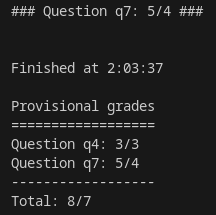 ### Question q7: 5/4 ###
Finished at 2:03:37
Provisional grades
==================
Question q4: 3/3
Question q7: 5/4
------------------
Total: 8/7